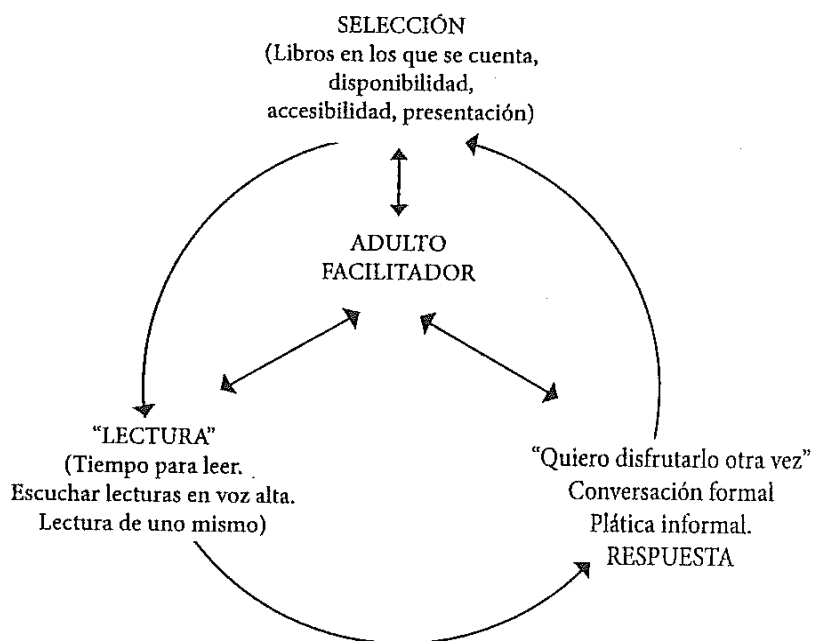 SELECCIÓN
(Libros en los que se cuenta,
disponibilidad,
accesibilidad, presentación)
ADULTO
FACILITADOR
“LECTURA”
(Tiempo para leer.
Escuchar lecturas en voz alta.
Lectura de uno mismo)
“Quiero disfrutarlo otra vez”
Conversación formal
Plática informal.
RESPUESTA